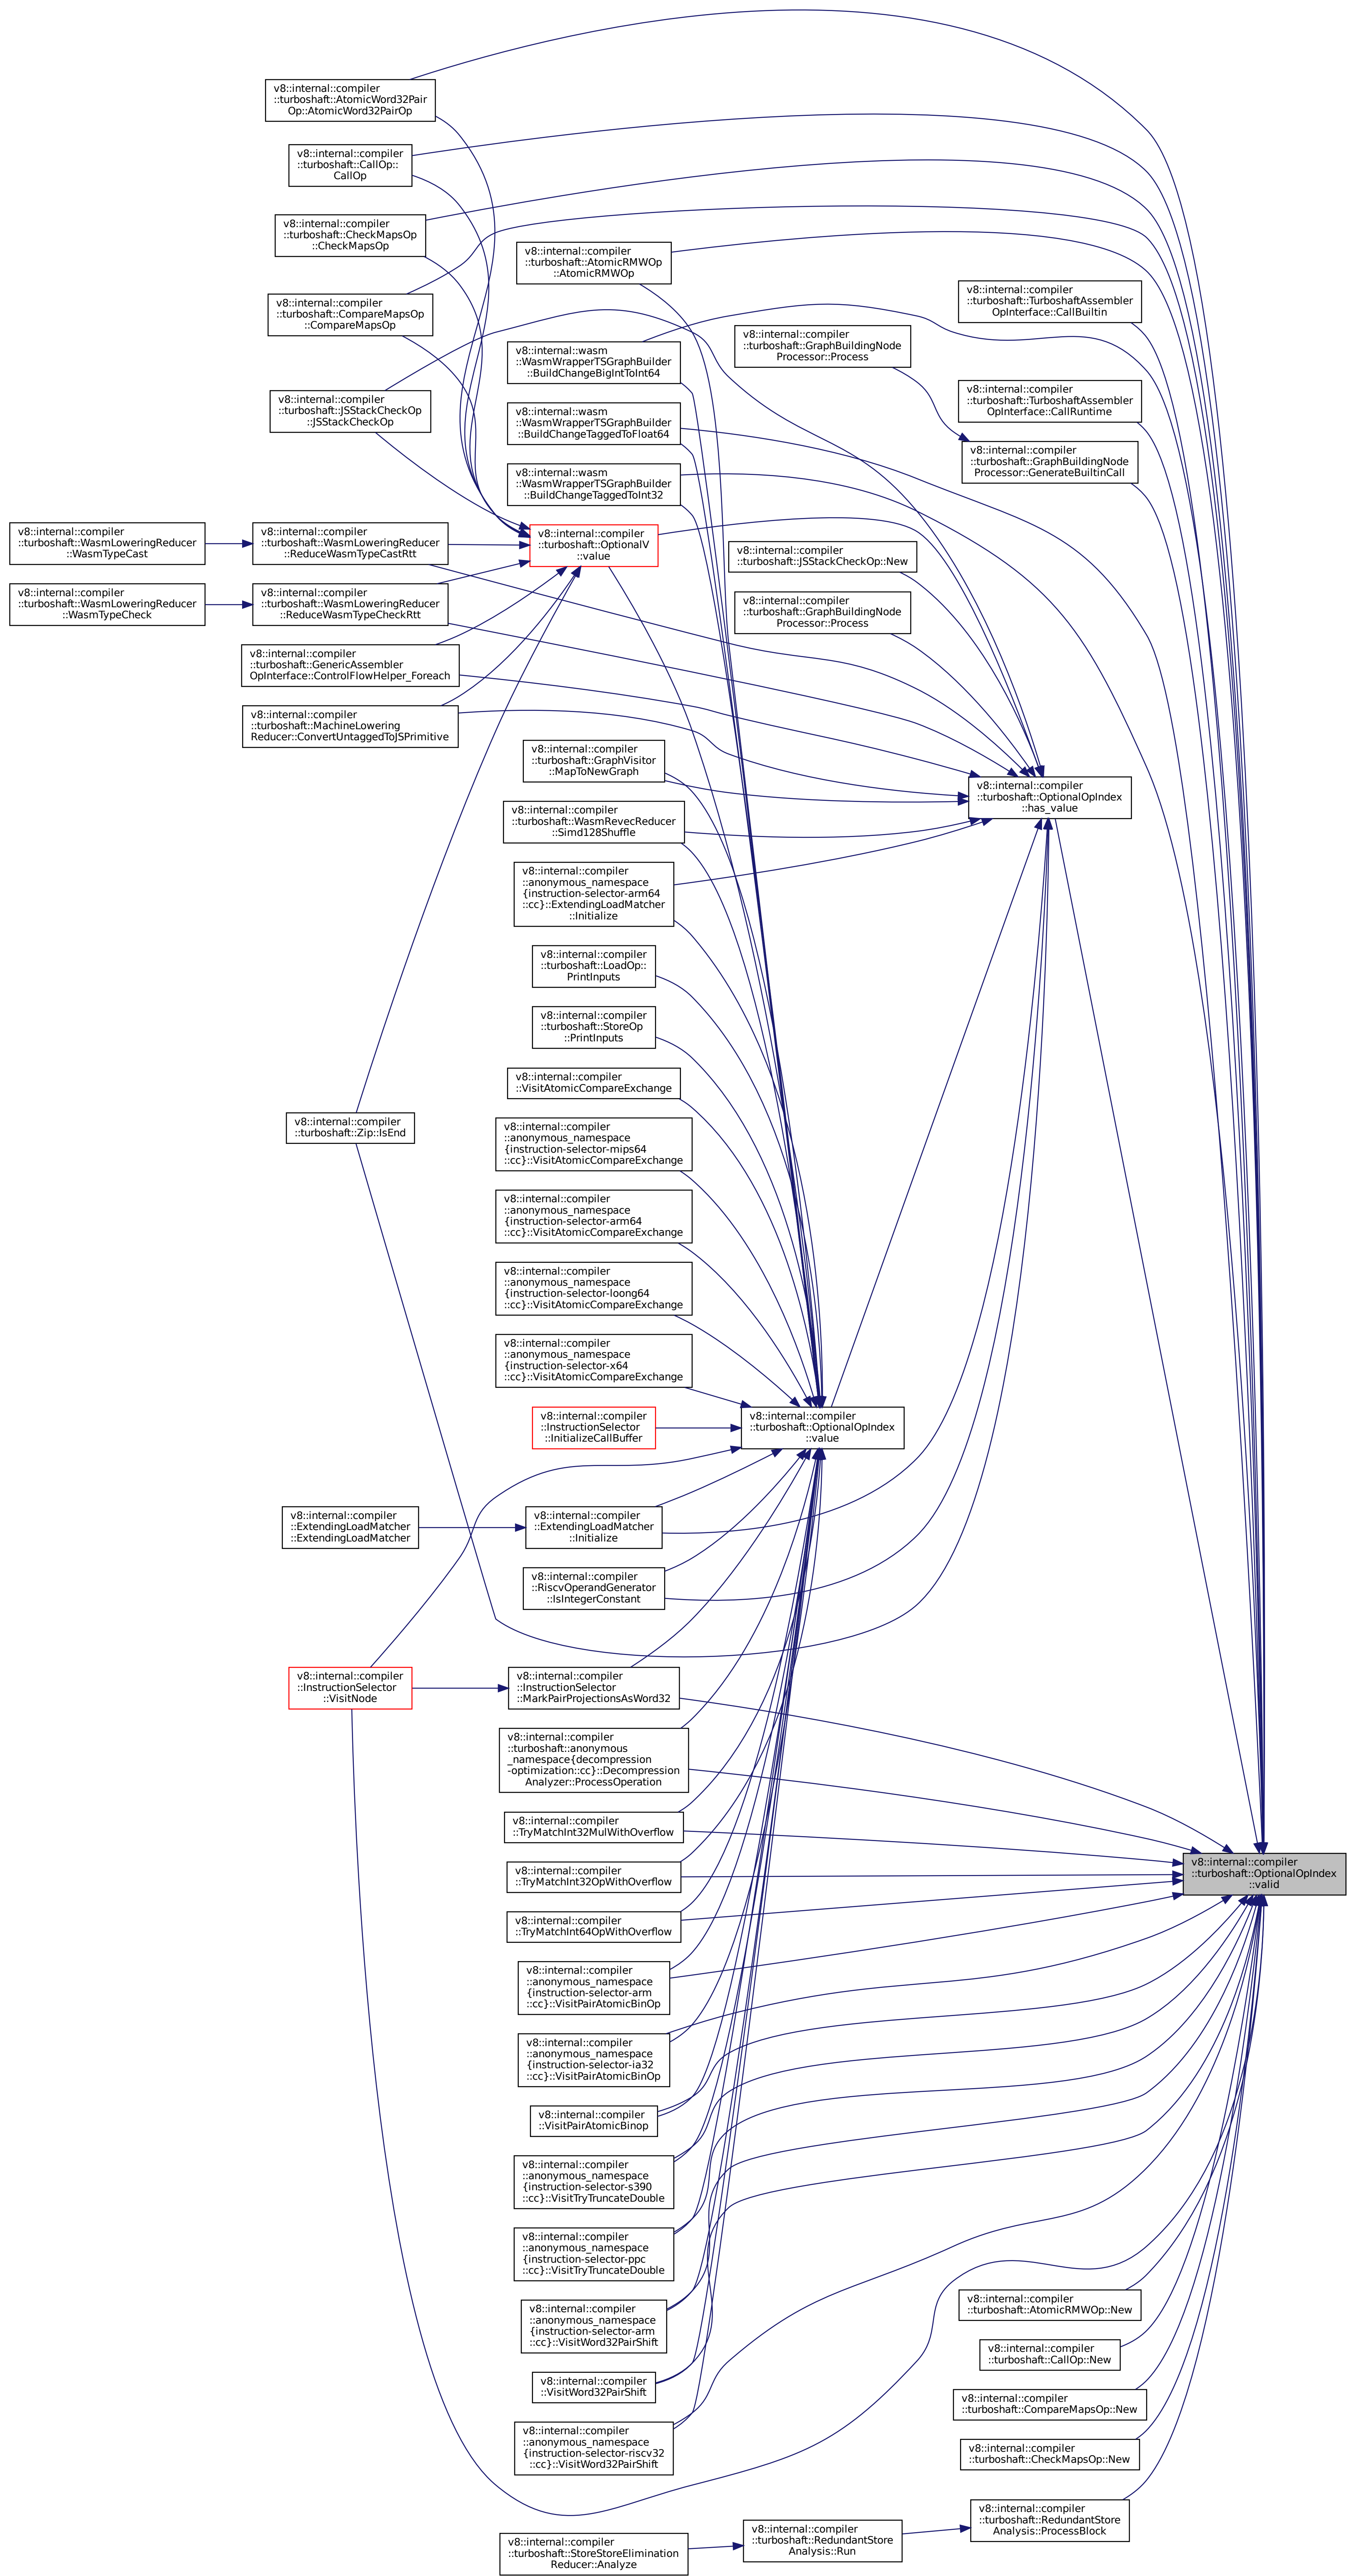 v8::internal::compiler
::turboshaft::AtomicWord32Pair
Op::AtomicWord32PairOp
v8::internal::compiler
::turboshaft::CallOp::
CallOp
v8::internal::compiler
::turboshaft::CheckMapsOp
::CheckMapsOp
v8::internal::compiler
::turboshaft::AtomicRMWOp
::AtomicRMWOp
v8::internal::compiler
::turboshaft::TurboshaftAssembler
OpInterface::CallBuiltin
v8::internal::compiler
::turboshaft::CompareMapsOp
::CompareMapsOp
v8::internal::compiler
::turboshaft::GraphBuildingNode
Processor::Process
v8::internal::wasm
::WasmWrapperTSGraphBuilder
::BuildChangeBigIntToInt64
v8::internal::compiler
::turboshaft::TurboshaftAssembler
OpInterface::CallRuntime
v8::internal::compiler
::turboshaft::JSStackCheckOp
::JSStackCheckOp
v8::internal::wasm
::WasmWrapperTSGraphBuilder
::BuildChangeTaggedToFloat64
v8::internal::compiler
::turboshaft::GraphBuildingNode
Processor::GenerateBuiltinCall
v8::internal::wasm
::WasmWrapperTSGraphBuilder
::BuildChangeTaggedToInt32
v8::internal::compiler
::turboshaft::WasmLoweringReducer
::WasmTypeCast
v8::internal::compiler
::turboshaft::WasmLoweringReducer
::ReduceWasmTypeCastRtt
v8::internal::compiler
::turboshaft::OptionalV
::value
v8::internal::compiler
::turboshaft::JSStackCheckOp::New
v8::internal::compiler
::turboshaft::WasmLoweringReducer
::WasmTypeCheck
v8::internal::compiler
::turboshaft::WasmLoweringReducer
::ReduceWasmTypeCheckRtt
v8::internal::compiler
::turboshaft::GraphBuildingNode
Processor::Process
v8::internal::compiler
::turboshaft::GenericAssembler
OpInterface::ControlFlowHelper_Foreach
v8::internal::compiler
::turboshaft::MachineLowering
Reducer::ConvertUntaggedToJSPrimitive
v8::internal::compiler
::turboshaft::GraphVisitor
::MapToNewGraph
v8::internal::compiler
::turboshaft::OptionalOpIndex
::has_value
v8::internal::compiler
::turboshaft::WasmRevecReducer
::Simd128Shuffle
v8::internal::compiler
::anonymous_namespace
{instruction-selector-arm64
::cc}::ExtendingLoadMatcher
::Initialize
v8::internal::compiler
::turboshaft::LoadOp::
PrintInputs
v8::internal::compiler
::turboshaft::StoreOp
::PrintInputs
v8::internal::compiler
::VisitAtomicCompareExchange
v8::internal::compiler
::turboshaft::Zip::IsEnd
v8::internal::compiler
::anonymous_namespace
{instruction-selector-mips64
::cc}::VisitAtomicCompareExchange
v8::internal::compiler
::anonymous_namespace
{instruction-selector-arm64
::cc}::VisitAtomicCompareExchange
v8::internal::compiler
::anonymous_namespace
{instruction-selector-loong64
::cc}::VisitAtomicCompareExchange
v8::internal::compiler
::anonymous_namespace
{instruction-selector-x64
::cc}::VisitAtomicCompareExchange
v8::internal::compiler
::InstructionSelector
::InitializeCallBuffer
v8::internal::compiler
::turboshaft::OptionalOpIndex
::value
v8::internal::compiler
::ExtendingLoadMatcher
::ExtendingLoadMatcher
v8::internal::compiler
::ExtendingLoadMatcher
::Initialize
v8::internal::compiler
::RiscvOperandGenerator
::IsIntegerConstant
v8::internal::compiler
::InstructionSelector
::VisitNode
v8::internal::compiler
::InstructionSelector
::MarkPairProjectionsAsWord32
v8::internal::compiler
::turboshaft::anonymous
_namespace{decompression
-optimization::cc}::Decompression
Analyzer::ProcessOperation
v8::internal::compiler
::TryMatchInt32MulWithOverflow
v8::internal::compiler
::TryMatchInt32OpWithOverflow
v8::internal::compiler
::turboshaft::OptionalOpIndex
::valid
v8::internal::compiler
::TryMatchInt64OpWithOverflow
v8::internal::compiler
::anonymous_namespace
{instruction-selector-arm
::cc}::VisitPairAtomicBinOp
v8::internal::compiler
::anonymous_namespace
{instruction-selector-ia32
::cc}::VisitPairAtomicBinOp
v8::internal::compiler
::VisitPairAtomicBinop
v8::internal::compiler
::anonymous_namespace
{instruction-selector-s390
::cc}::VisitTryTruncateDouble
v8::internal::compiler
::anonymous_namespace
{instruction-selector-ppc
::cc}::VisitTryTruncateDouble
v8::internal::compiler
::turboshaft::AtomicRMWOp::New
v8::internal::compiler
::anonymous_namespace
{instruction-selector-arm
::cc}::VisitWord32PairShift
v8::internal::compiler
::turboshaft::CallOp::New
v8::internal::compiler
::VisitWord32PairShift
v8::internal::compiler
::turboshaft::CompareMapsOp::New
v8::internal::compiler
::anonymous_namespace
{instruction-selector-riscv32
::cc}::VisitWord32PairShift
v8::internal::compiler
::turboshaft::CheckMapsOp::New
v8::internal::compiler
::turboshaft::RedundantStore
Analysis::ProcessBlock
v8::internal::compiler
::turboshaft::RedundantStore
Analysis::Run
v8::internal::compiler
::turboshaft::StoreStoreElimination
Reducer::Analyze